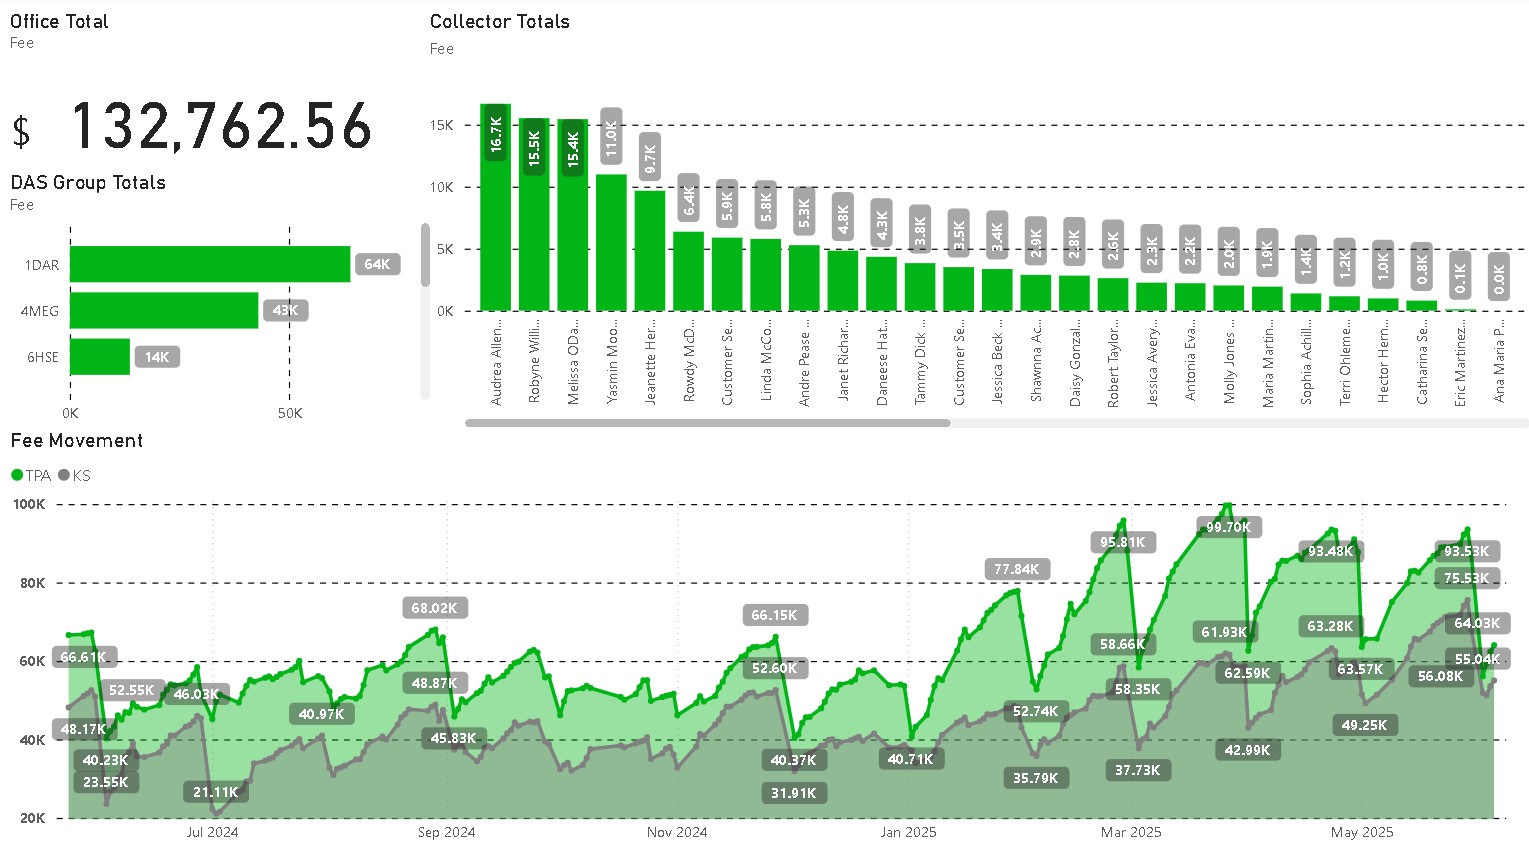 Office Total
Fee
$ 132,762.56
DAS Group Totals
Fee
1DAR 64K
4MEG 43K
6HSE 14K
0K 50K
Collector Totals
Fee
15K
10K
5K
0K
16.7K
15.5K
15.4K
11.0K
9.7K
6.4K
5.9K
5.8K
5.3K
4.8K
4.3K
3.8K
3.5K
3.4K
2.9K
2.8K
2.6K
2.3K
2.2K
2.0K
1.9K
1.4K
1.2K
1.0K
0.8K
0.1K
0.0K
Audrea Allen...
Robyne Willi...
Melissa ODa...
Yasmin Moo...
Jeanette Her...
Rowdy McD...
Customer Se...
Linda McCo...
Andre Pease ...
Janet Richar...
Daneese Hat...
Tammy Dick ...
Customer Se...
Jessica Beck ...
Shawnna Ac...
Daisy Gonzal...
Robert Taylor...
Jessica Avery...
Antonia Eva...
Molly Jones ...
Maria Martin...
Sophia Achill...
Terri Ohleme...
Hector Hern...
Catharina Se...
Eric Martinez...
Ana Maria P...
Fee Movement
TPA KS
100K
80K
60K
40K
20K
66.61K
48.17K
40.23K
23.55K
52.55K
46.03K
21.11K
40.97K
68.02K
48.87K
45.83K
66.15K
52.60K
40.37K
31.91K
40.71K
77.84K
52.74K
35.79K
95.81K
58.66K
58.35K
37.73K
99.70K
61.93K
62.59K
42.99K
93.48K
63.28K
63.57K
49.25K
93.53K
75.53K
64.03K
55.04K
56.08K
Jul 2024 Sep 2024 Nov 2024 Jan 2025 Mar 2025 May 2025